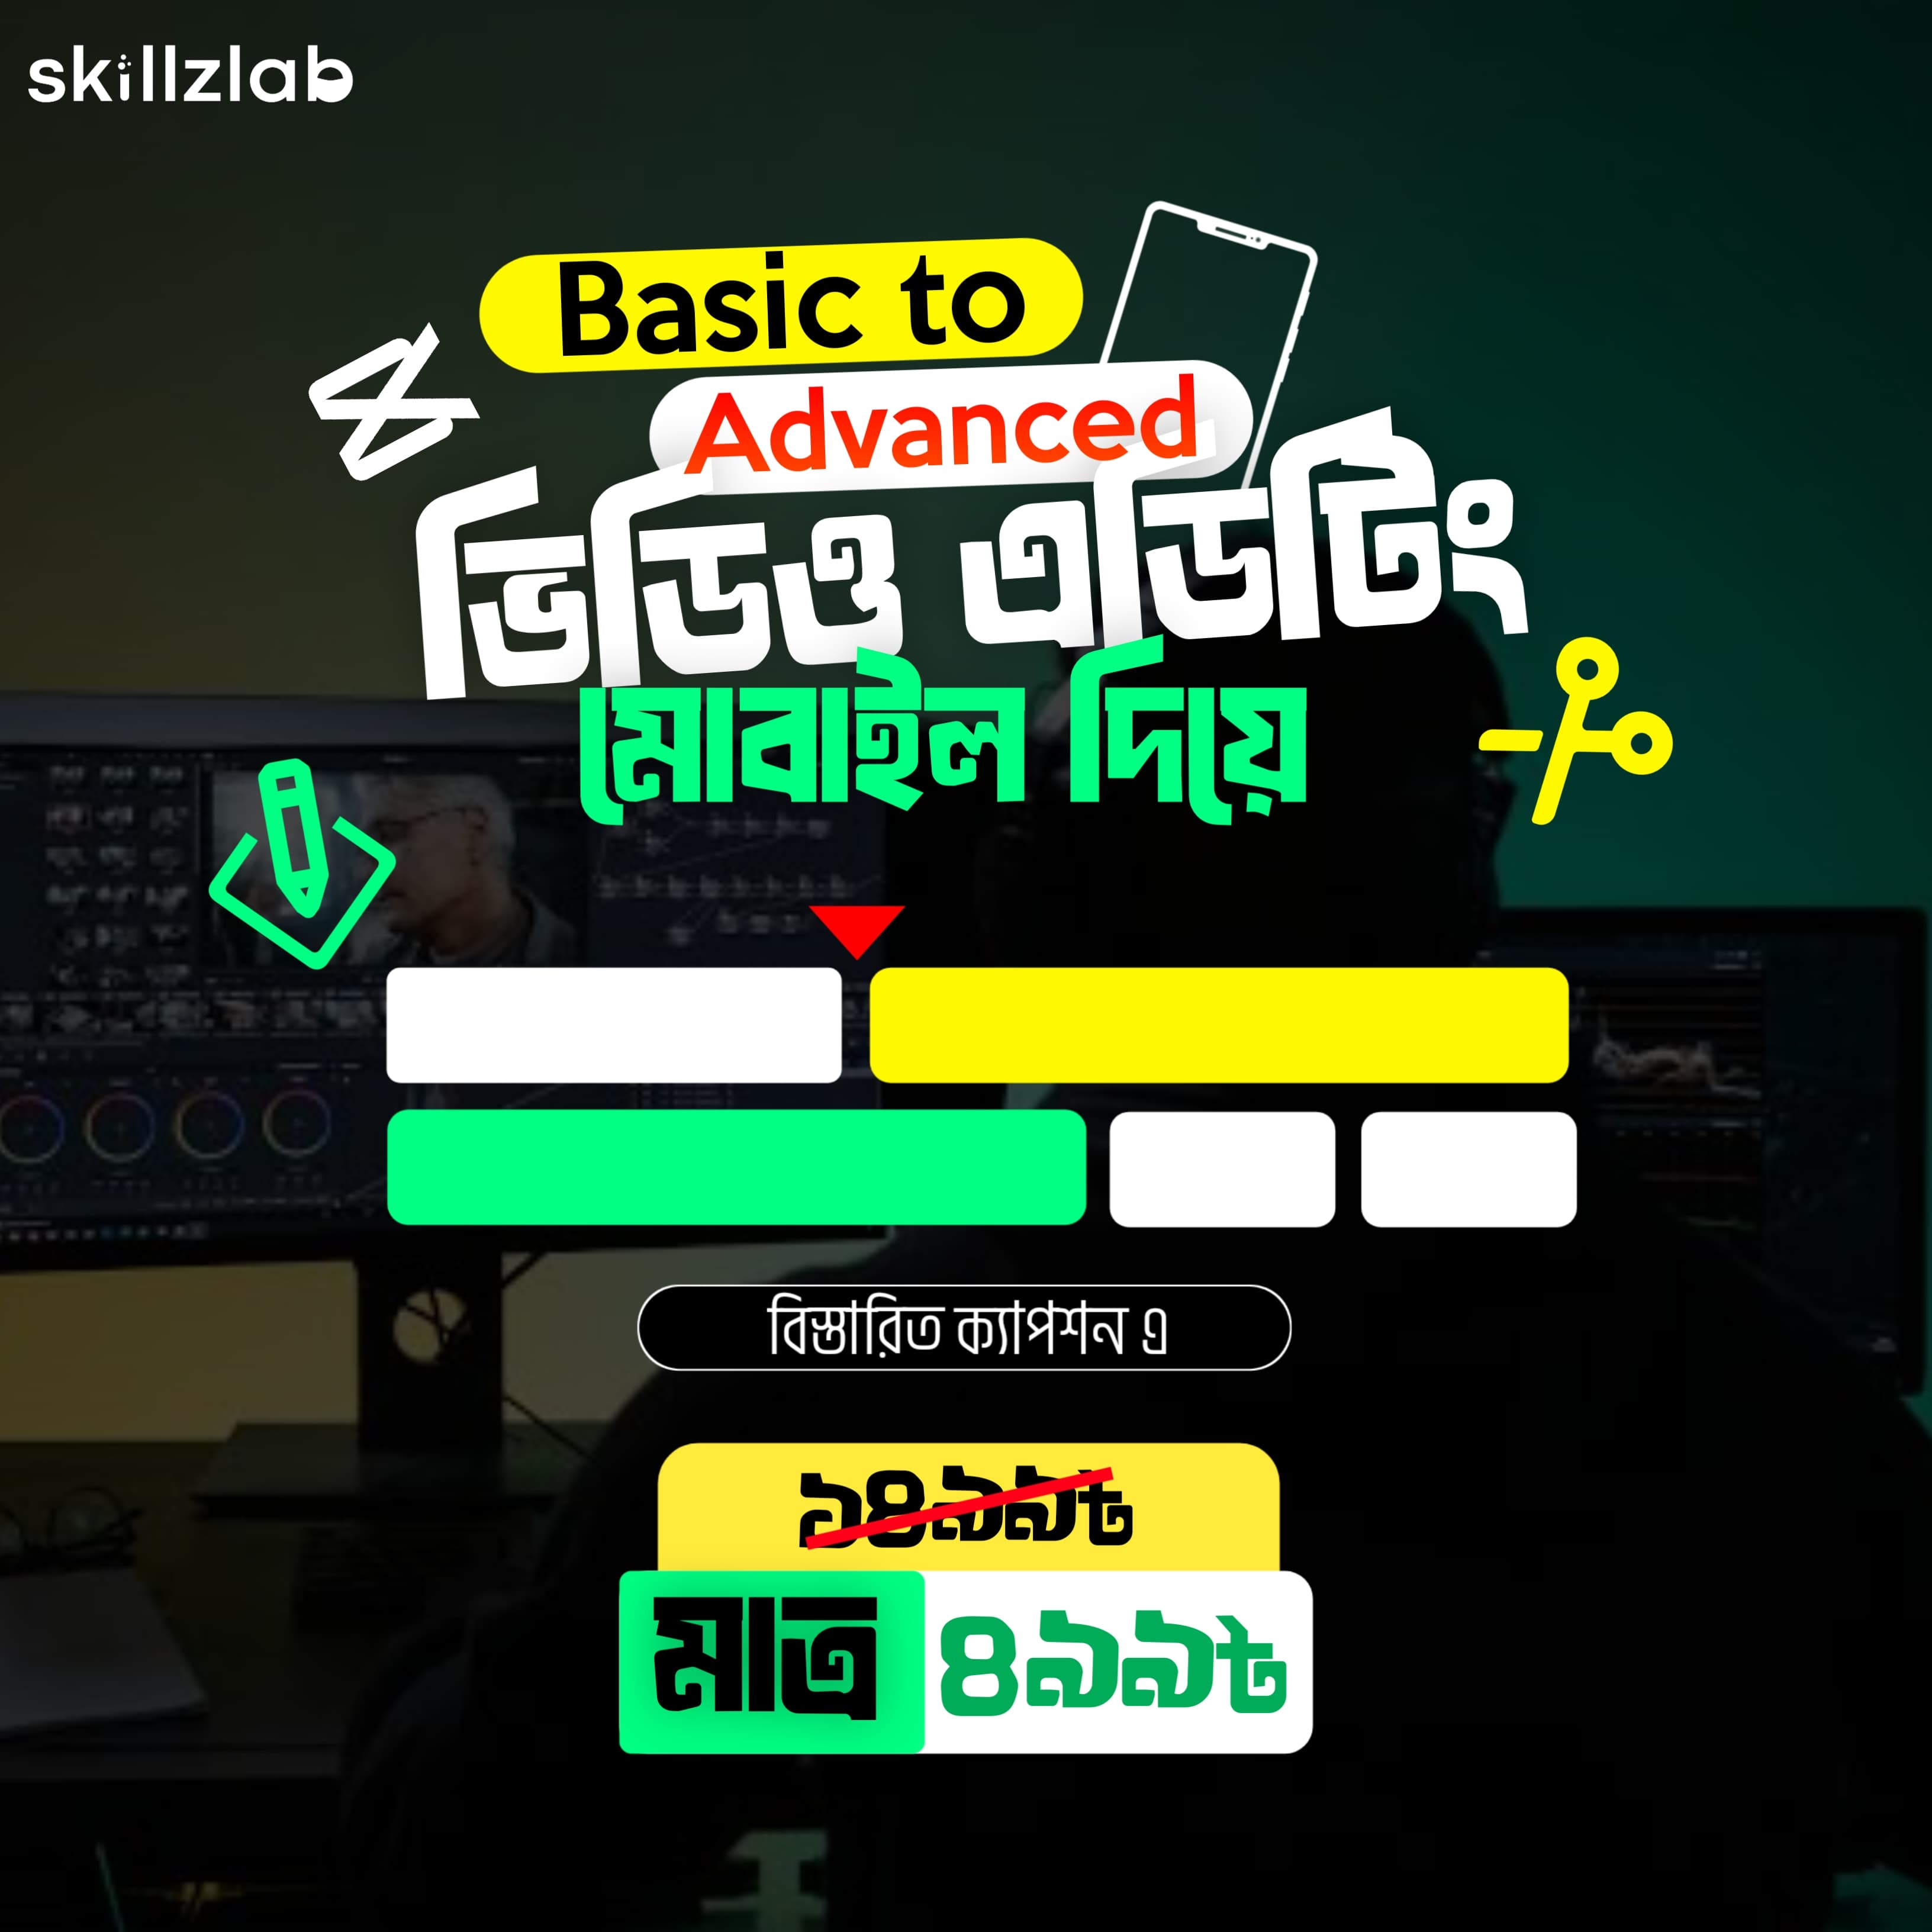 skillzlab
Basic to
Advanced
ভিডিও এডিটিং
মোবাইল দিয়ে
বিস্তারিত ক্যাপশন এ
১৪৯৯৳
মাত্র ৪৯৯৳